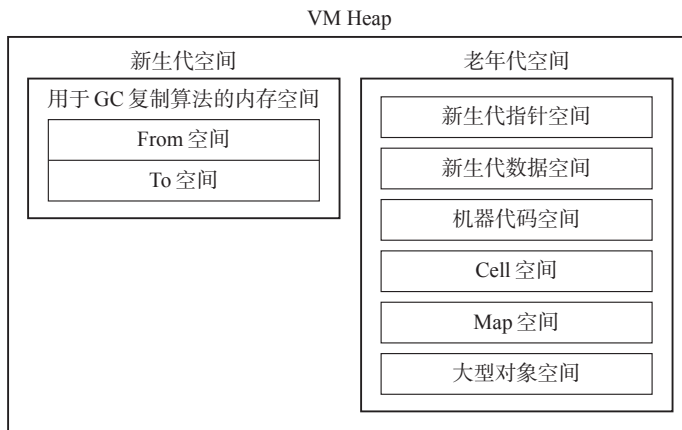 VM Heap
新生代空间
用于 GC 复制算法的内存空间
From 空间
To 空间
老年代空间
新生代指针空间
新生代数据空间
机器代码空间
Cell 空间
Map 空间
大型对象空间